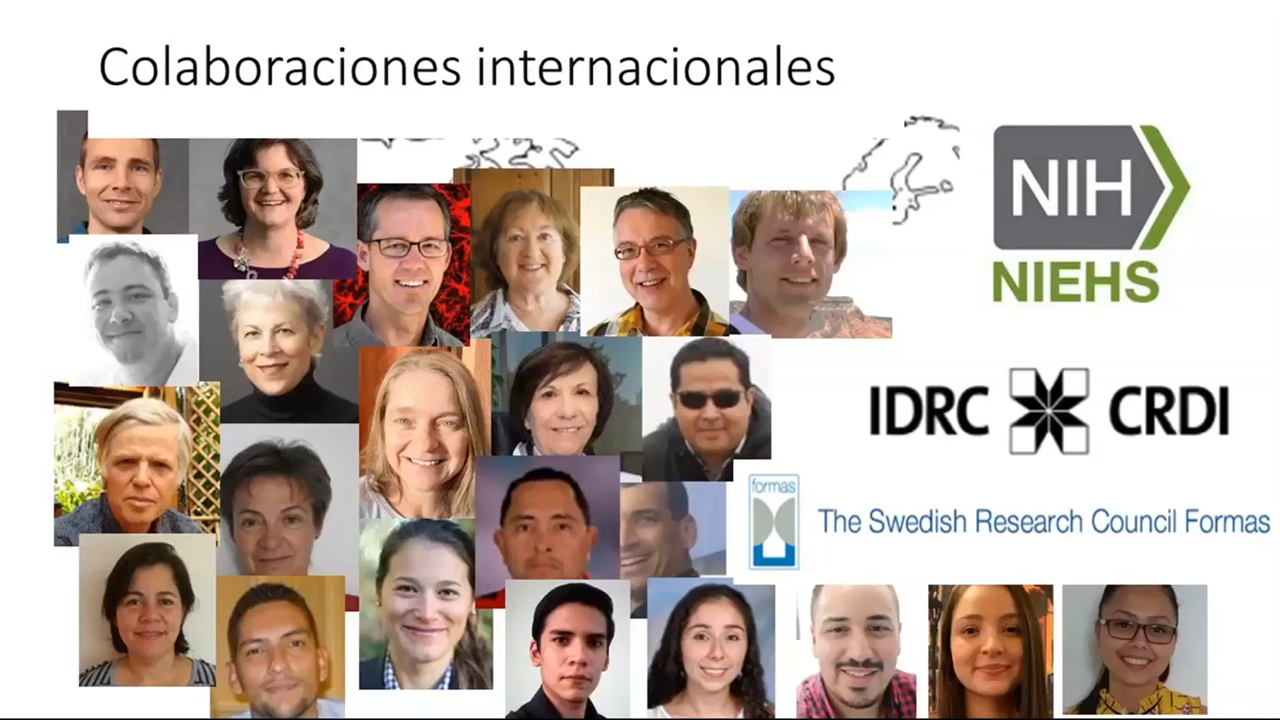 Colaboraciones internacionales
NIH
NIEHS
IDRC CRDI
formas
The Swedish Research Council Formas